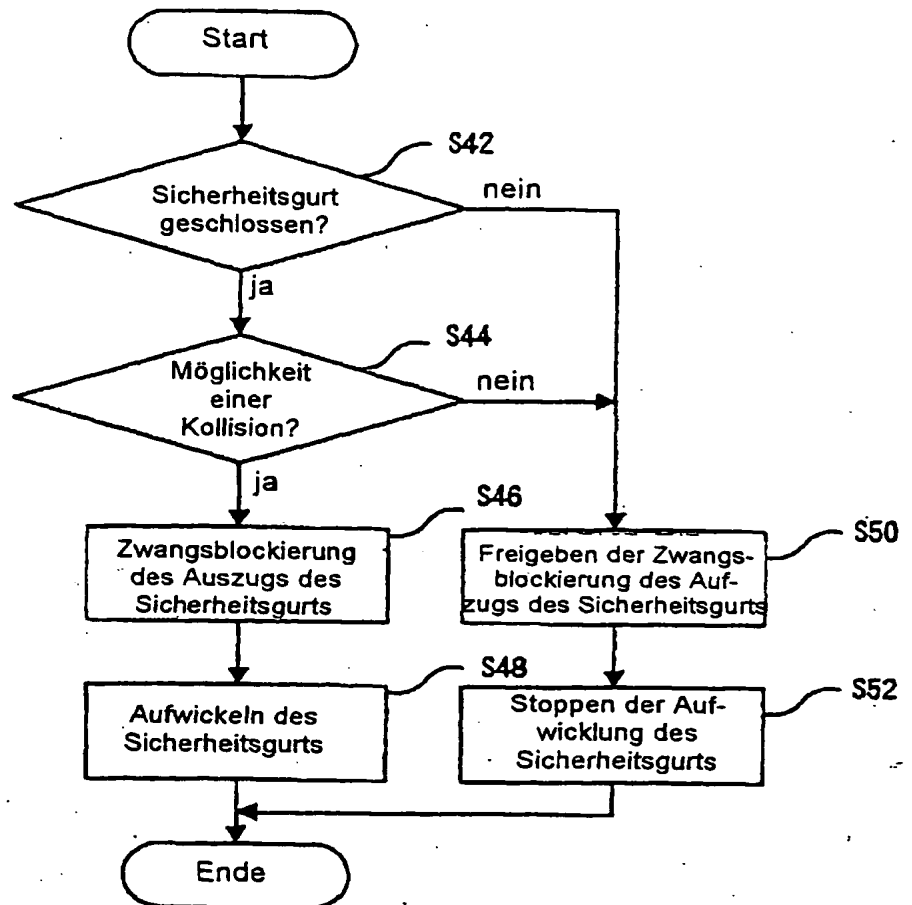 Start
S42
Sicherheitsgurt
geschlossen?
nein
ja
S44
Möglichkeit
einer
Kollision?
nein
ja
S46
Zwangsblockierung
des Auszugs des
Sicherheitsgurts
S50
Freigeben der Zwangs-
blockierung des Auf-
zugs des Sicherheitsgurts
S48
Aufwickeln des
Sicherheitsgurts
S52
Stoppen der Auf-
wicklung des
Sicherheitsgurts
Ende